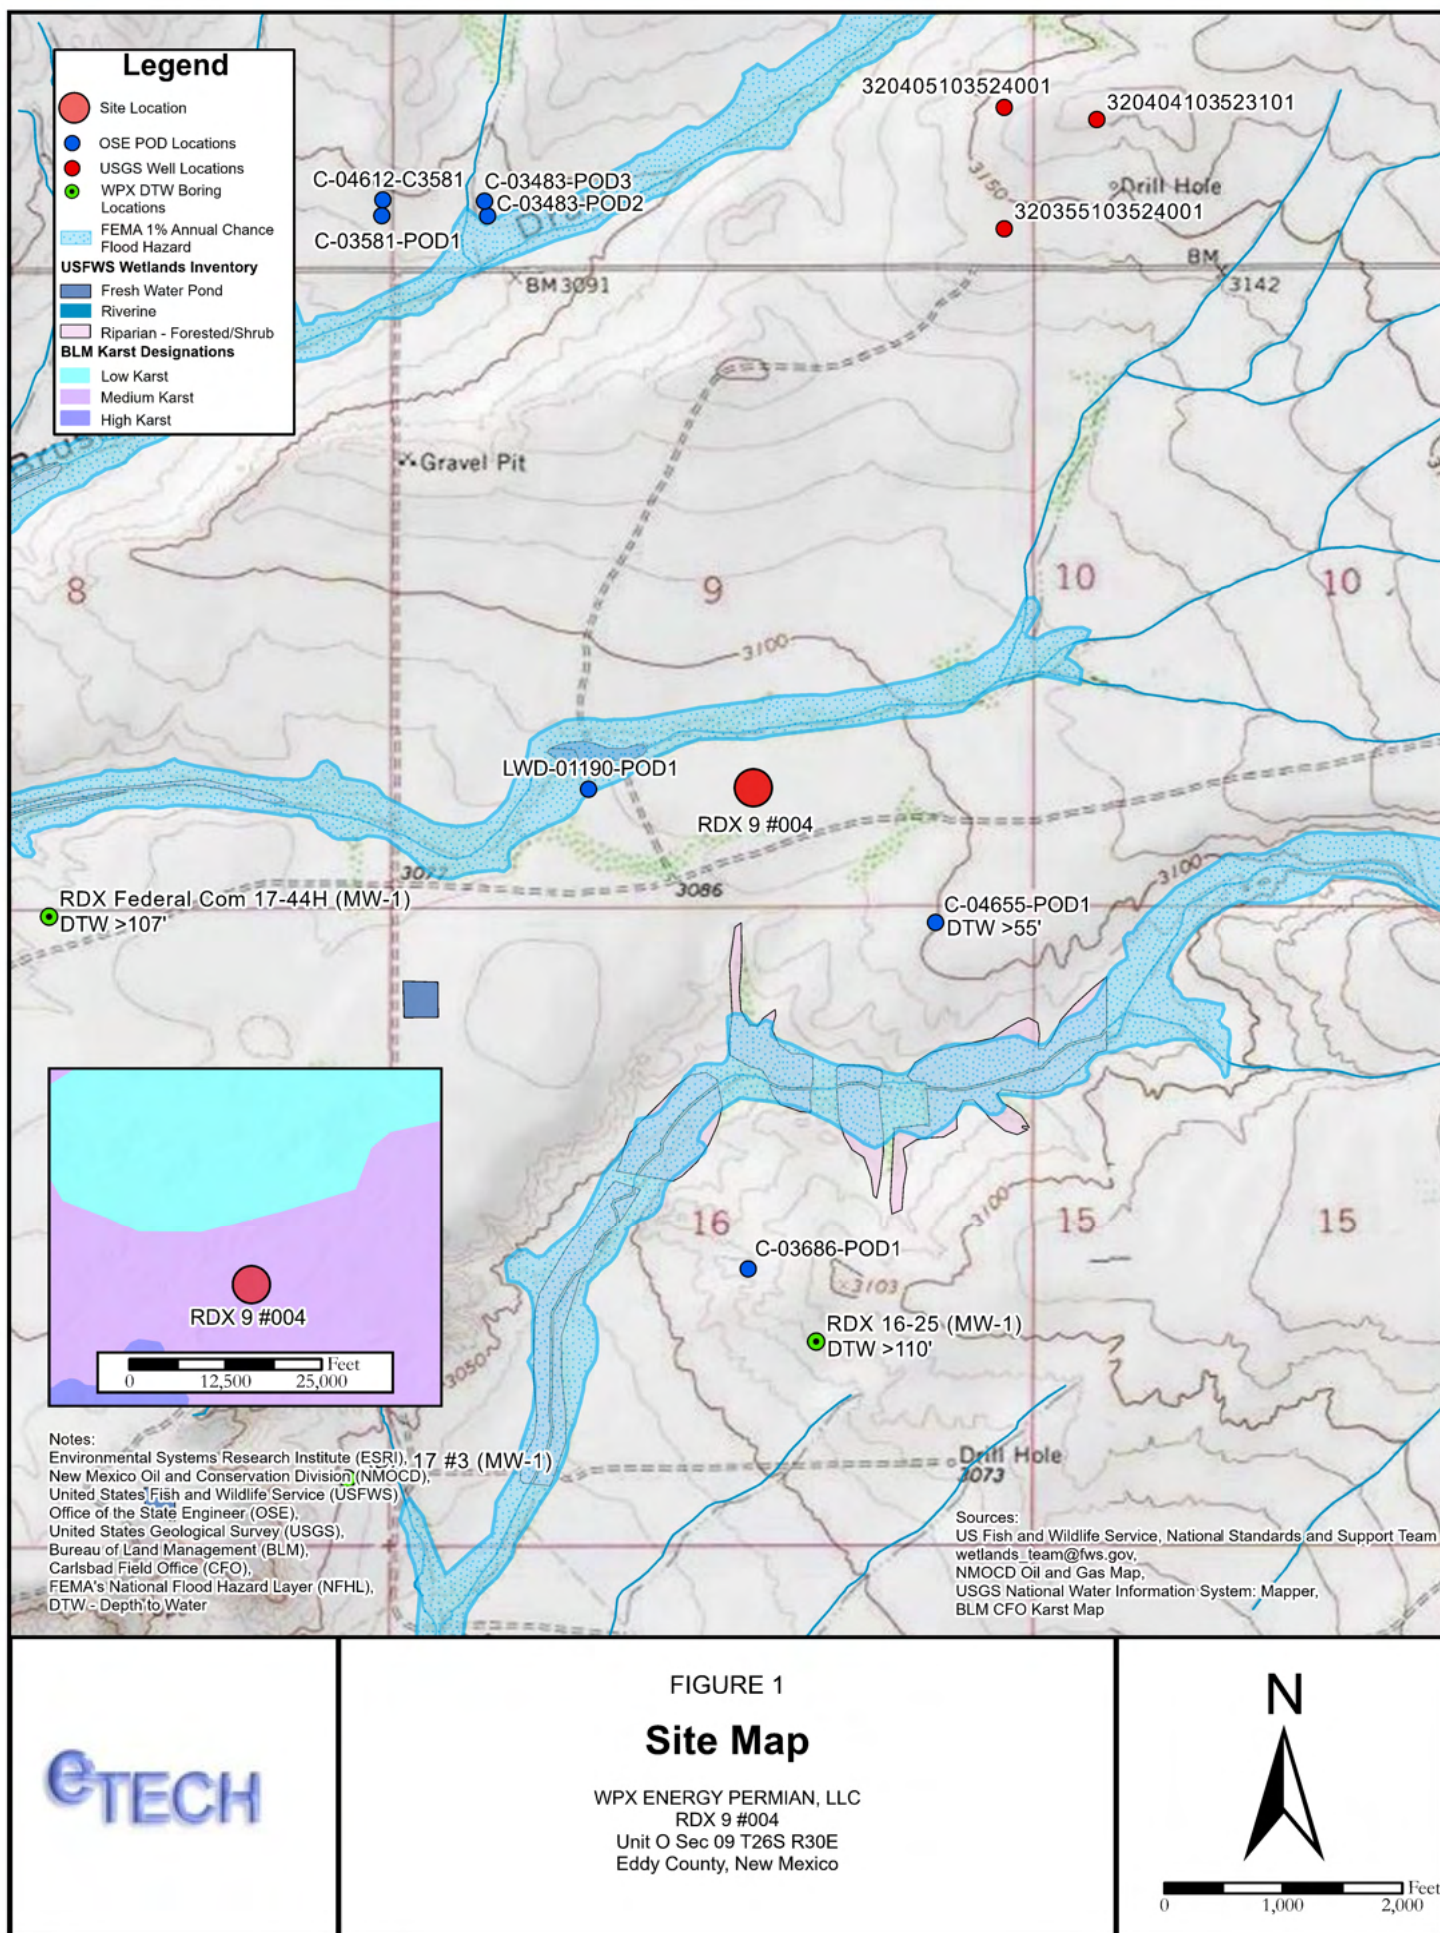 Legend
Site Location
OSE POD Locations
USGS Well Locations
WPX DTW Boring
Locations
FEMA 1% Annual Chance
Flood Hazard
USFWS Wetlands Inventory
Fresh Water Pond
Riverine
Riparian - Forested/Shrub
BLM Karst Designations
Low Karst
Medium Karst
High Karst
320405103524001
320404103523101
C-04612-C3581
C-03483-POD3
C-03483-POD2
C-03581-POD1
3150
Drill Hole
320355103524001
BM 3091
BM
3142
Gravel Pit
8
9
10
10
3100
LWD-01190-POD1
RDX 9 #004
3077
3086
3100
RDX Federal Com 17-44H (MW-1)
DTW >107'
C-04655-POD1
DTW >55'
16
3100
15
15
C-03686-POD1
3103
RDX 16-25 (MW-1)
DTW >110'
3050
RDX 9 #004
Feet
0
12,500
25,000
17 #3 (MW-1)
Drill Hole
3073
Notes:
Environmental Systems Research Institute (ESRI),
New Mexico Oil and Conservation Division (NMOCD),
United States Fish and Wildlife Service (USFWS)
Office of the State Engineer (OSE),
United States Geological Survey (USGS),
Bureau of Land Management (BLM),
Carlsbad Field Office (CFO),
FEMA's National Flood Hazard Layer (NFHL),
DTW - Depth to Water
Sources:
US Fish and Wildlife Service, National Standards and Support Team
wetlands_team@fws.gov,
NMOCD Oil and Gas Map,
USGS National Water Information System: Mapper,
BLM CFO Karst Map
eTECH
FIGURE 1
Site Map
WPX ENERGY PERMIAN, LLC
RDX 9 #004
Unit O Sec 09 T26S R30E
Eddy County, New Mexico
N
Feet
0
1,000
2,000